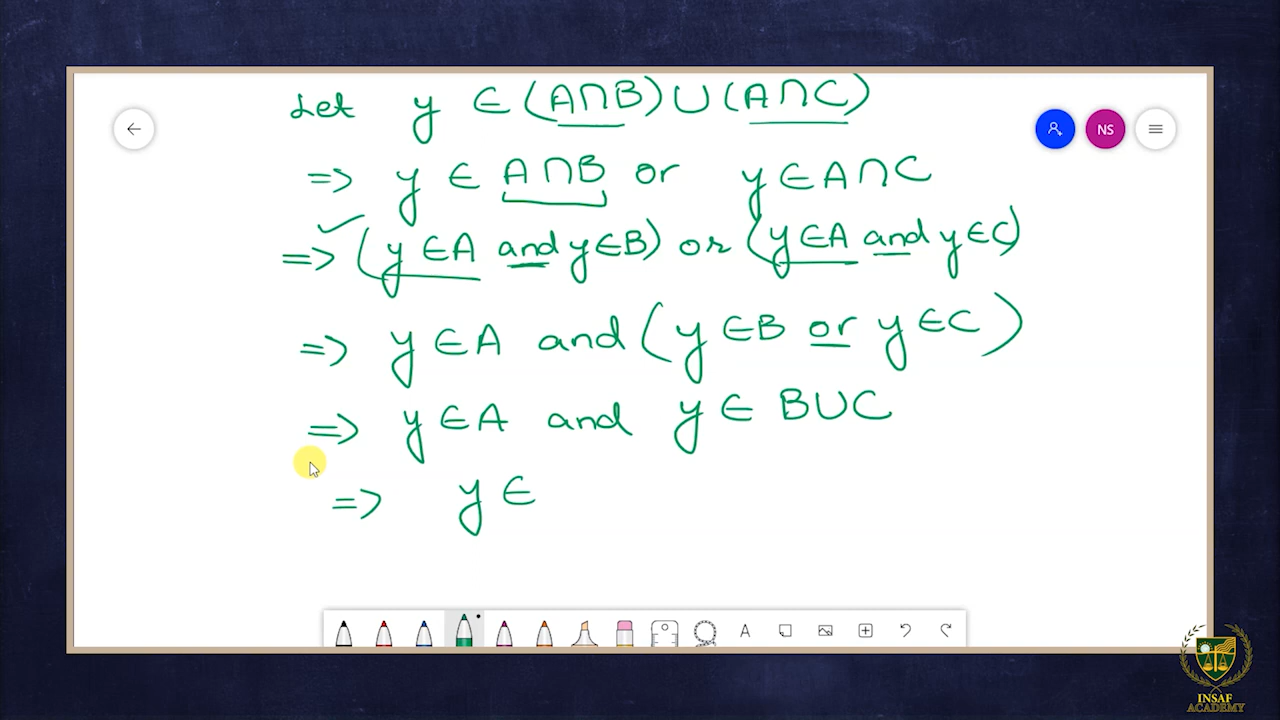 Let y ∈ (A∩B)∪(A∩C)
=> y ∈ A∩B or y∈A∩C
=> (y∈A and y∈B) or (y∈A and y∈C)
=> y∈A and (y∈B or y∈C)
=> y∈A and y∈ B∪C
=> y∈
NS
A
INSAF
ACADEMY